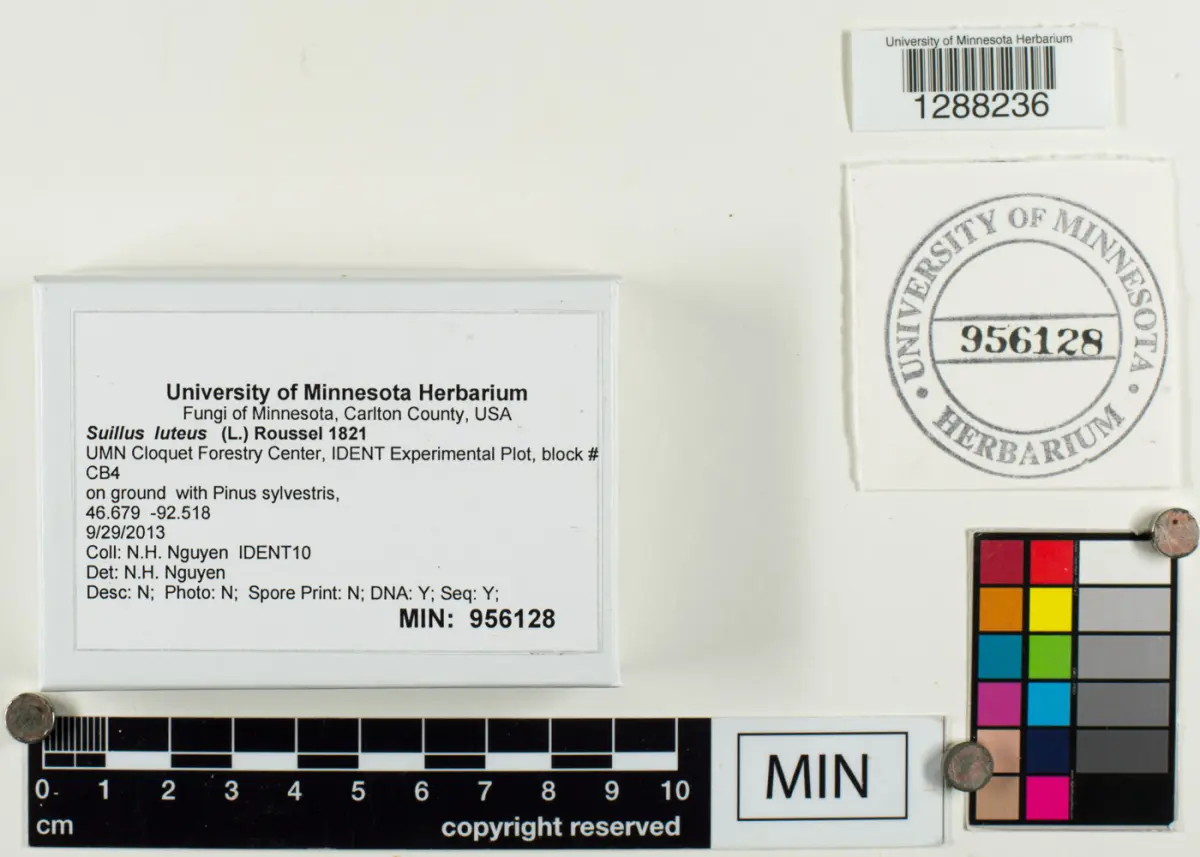 University of Minnesota Herbarium
1288236
UNIVERSITY OF MINNESOTA
956128
HERBARIUM
University of Minnesota Herbarium
Fungi of Minnesota, Carlton County, USA
Suillus luteus (L.) Roussel 1821
UMN Cloquet Forestry Center, IDENT Experimental Plot, block #
CB4
on ground with Pinus sylvestris,
46.679 -92.518
9/29/2013
Coll: N.H. Nguyen IDENT10
Det: N.H. Nguyen
Desc: N; Photo: N; Spore Print: N; DNA: Y; Seq: Y;
MIN: 956128
0 1 2 3 4 5 6 7 8 9 10
cm
copyright reserved
MIN